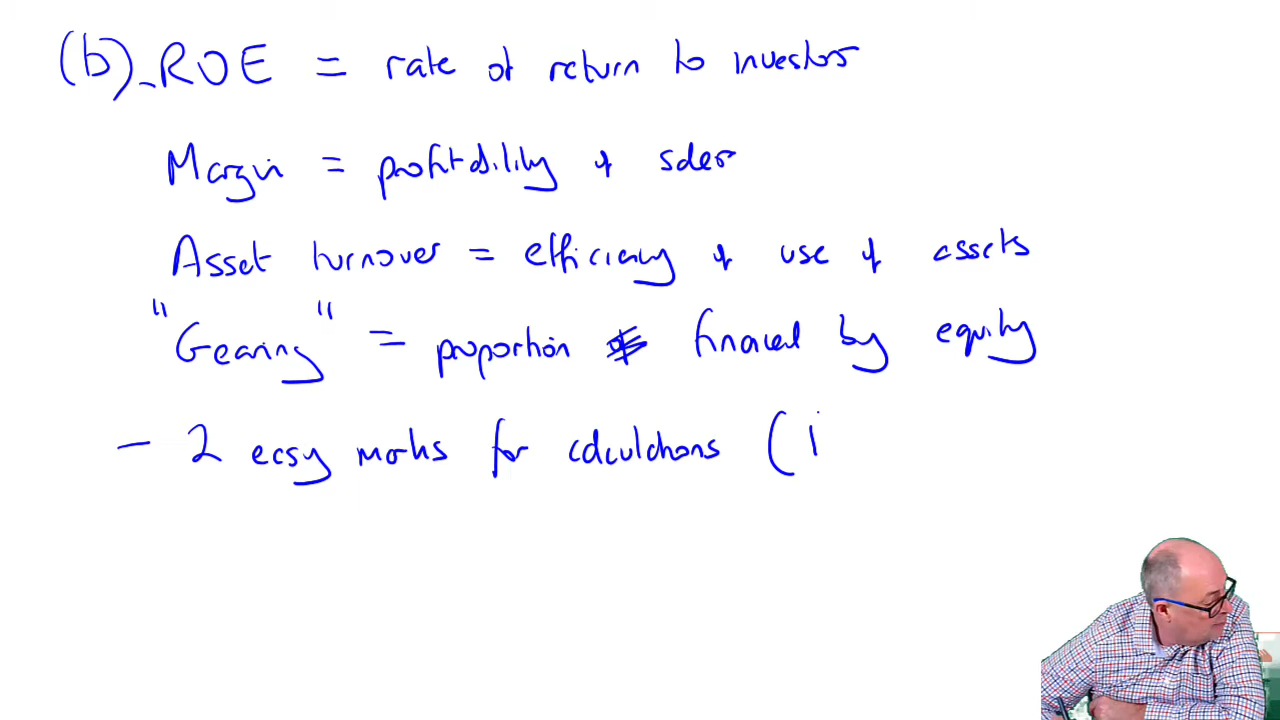 (b) - ROE = rate of return to investors
Margin = profitability of sales
Asset turnover = efficiency of use of assets
"Gearing" = proportion financed by equity
- 2 easy marks for calculations (i